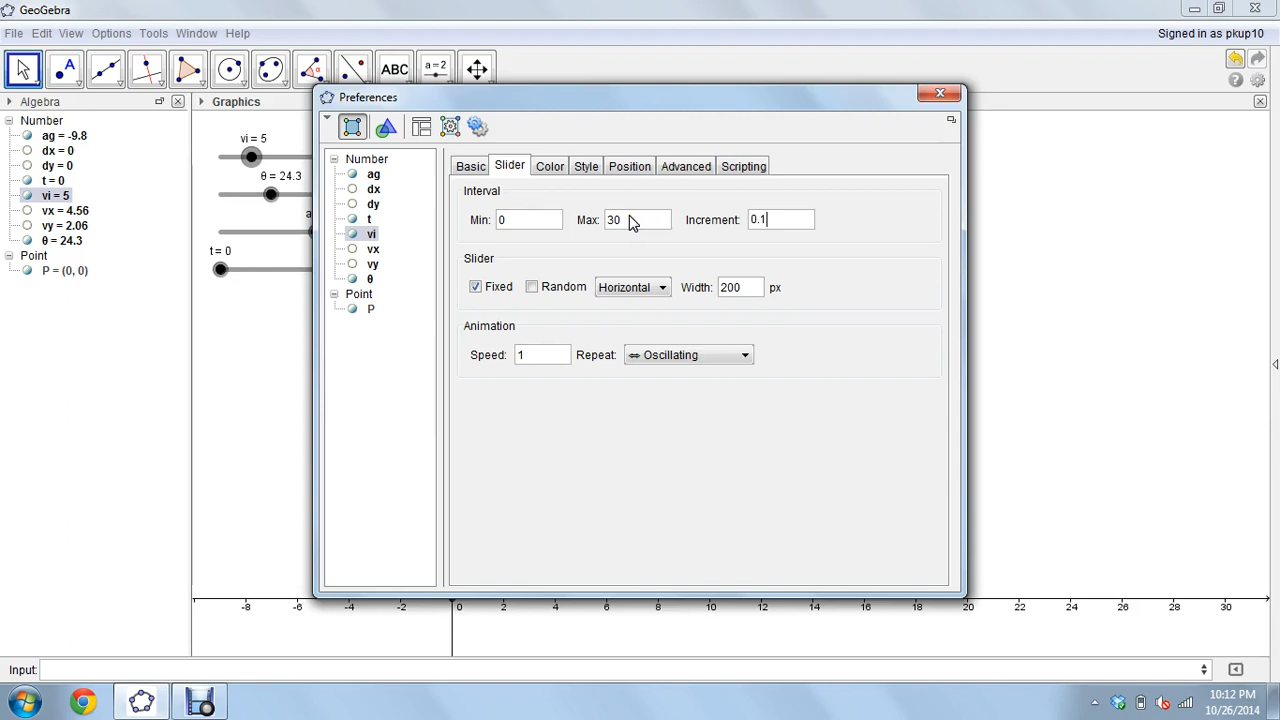 GeoGebra
File Edit View Options Tools Window Help
Signed in as pkup10
ABC
a = 2
Algebra
Graphics
Number
ag = -9.8
dx = 0
dy = 0
t = 0
vi = 5
vx = 4.56
vy = 2.06
θ = 24.3
Point
P = (0, 0)
vi = 5
θ = 24.3
a
t = 0
Preferences
Number
ag
dx
dy
t
vi
vx
vy
θ
Point
P
Basic Slider Color Style Position Advanced Scripting
Interval
Min: 0 Max: 30 Increment: 0.1
Slider
Fixed Random Horizontal Width: 200 px
Animation
Speed: 1 Repeat: ⇔ Oscillating
-8 -6 -4 -2 0 2 4 6 8 10 12 14 16 18 20 22 24 26 28 30
Input:
10:12 PM
10/26/2014